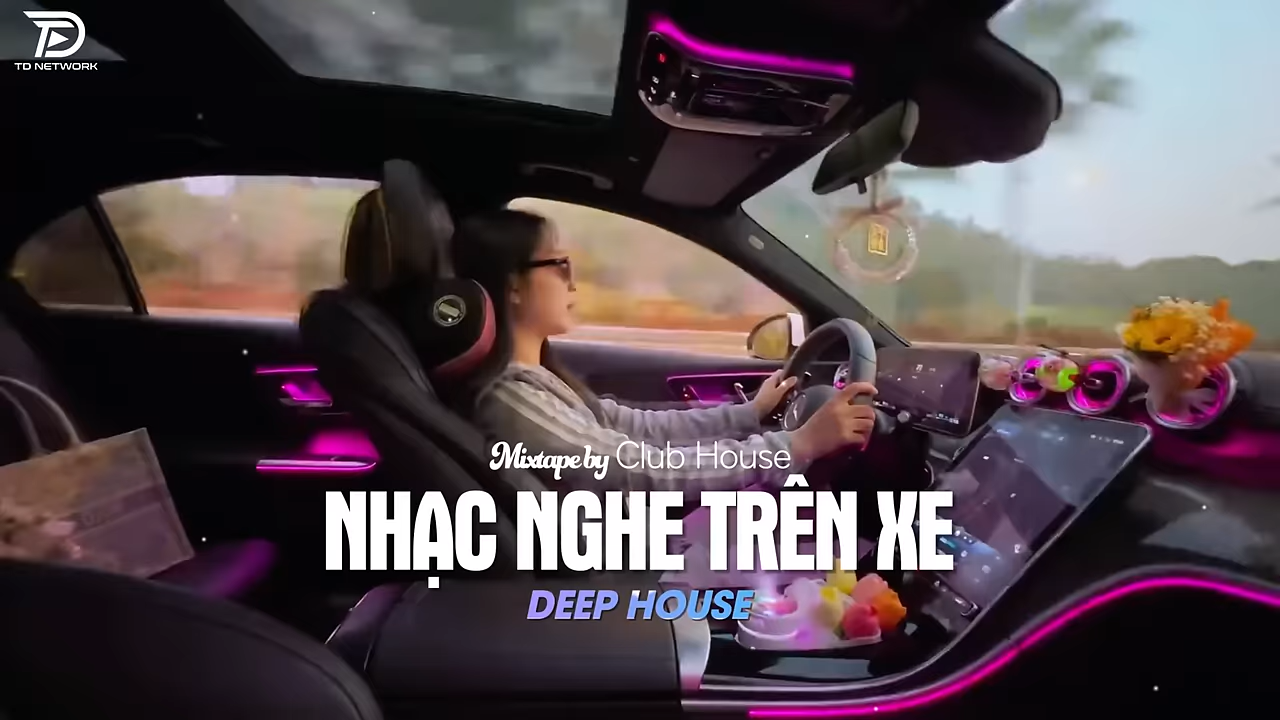 TD NETWORK
Mixtape by Club House
NHẠC NGHE TRÊN XE
DEEP HOUSE